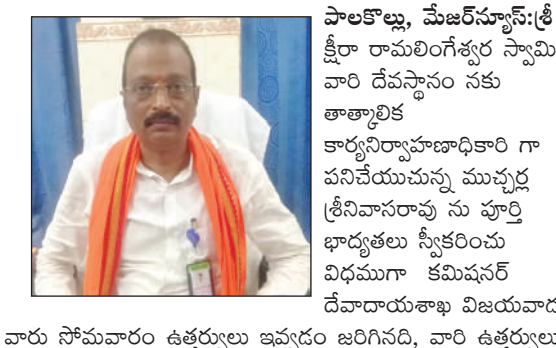 పాలకొల్లు, మేజర్‌న్యూస్:శ్రీ
క్షీరా రామలింగేశ్వర స్వామి
వారి దేవస్థానం నకు
తాత్కాలిక
కార్యనిర్వాహణాధికారి గా
పనిచేయుచున్న ముచ్చర్ల
శ్రీనివాసరావు ను పూర్తి
భాద్యతలు స్వీకరించు
విధముగా కమిషనర్
దేవాదాయశాఖ విజయవాడ
వారు సోమవారం ఉత్తర్వులు ఇవ్వడం జరిగినది, వారి ఉత్తర్వులు